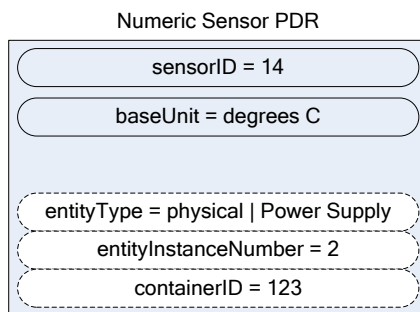 Numeric Sensor PDR
sensorID = 14
baseUnit = degrees C
entityType = physical | Power Supply
entityInstanceNumber = 2
containerID = 123